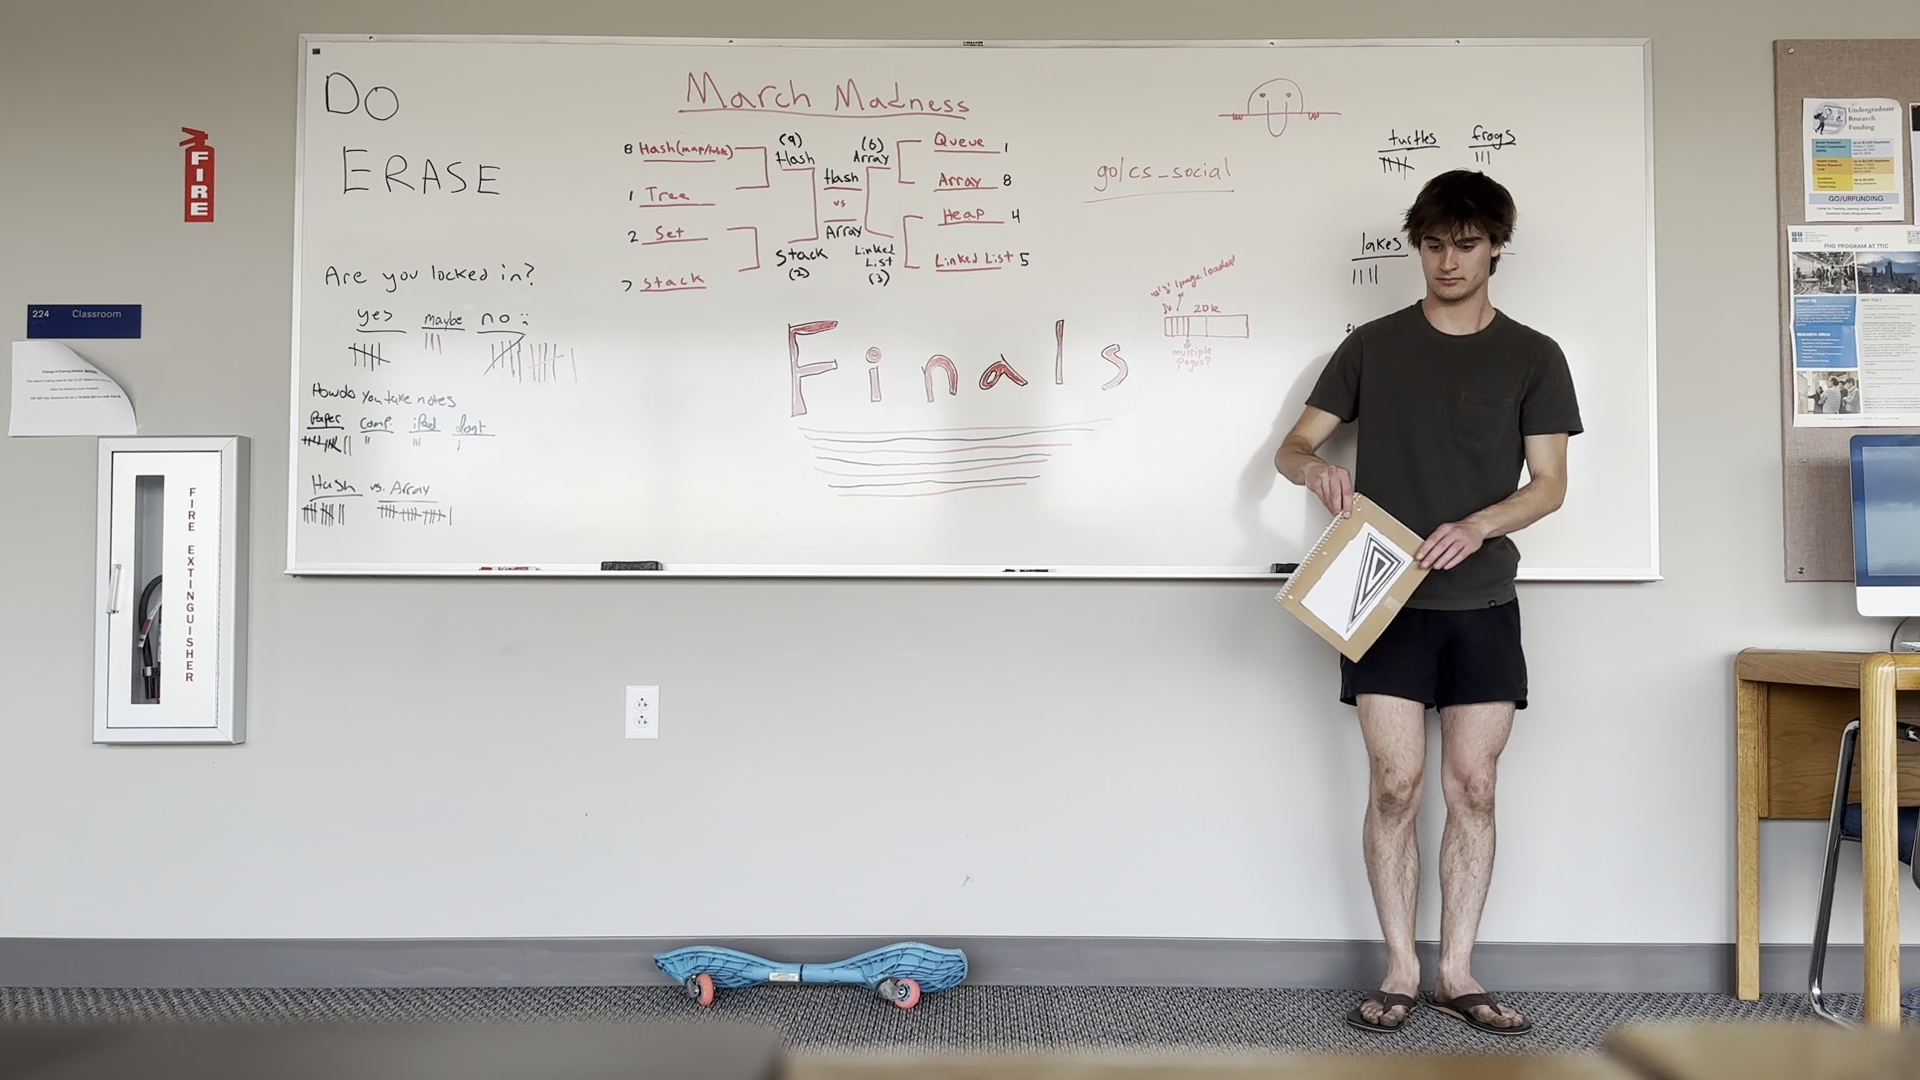 DO
ERASE
Are you locked in?
yes maybe no :
How do you take notes
Paper Comp. iPad dont
Hash vs. Array
March Madness
8 Hash(map/table)
1 Tree
2 Set
7 Stack
(9)
Hash
Stack
(2)
Hash
vs
Array
(6)
Array
Linked
List
(3)
Queue 1
Array 8
Heap 4
Linked List 5
Finals
go/cs_social
20k
multiple
pages?
turtles frogs
lakes
FIRE
224 Classroom
FIRE EXTINGUISHER
Undergraduate
Research
Funding
GO/URFUNDING
PHD PROGRAM AT TTIC
ABOUT US
RESEARCH AREAS